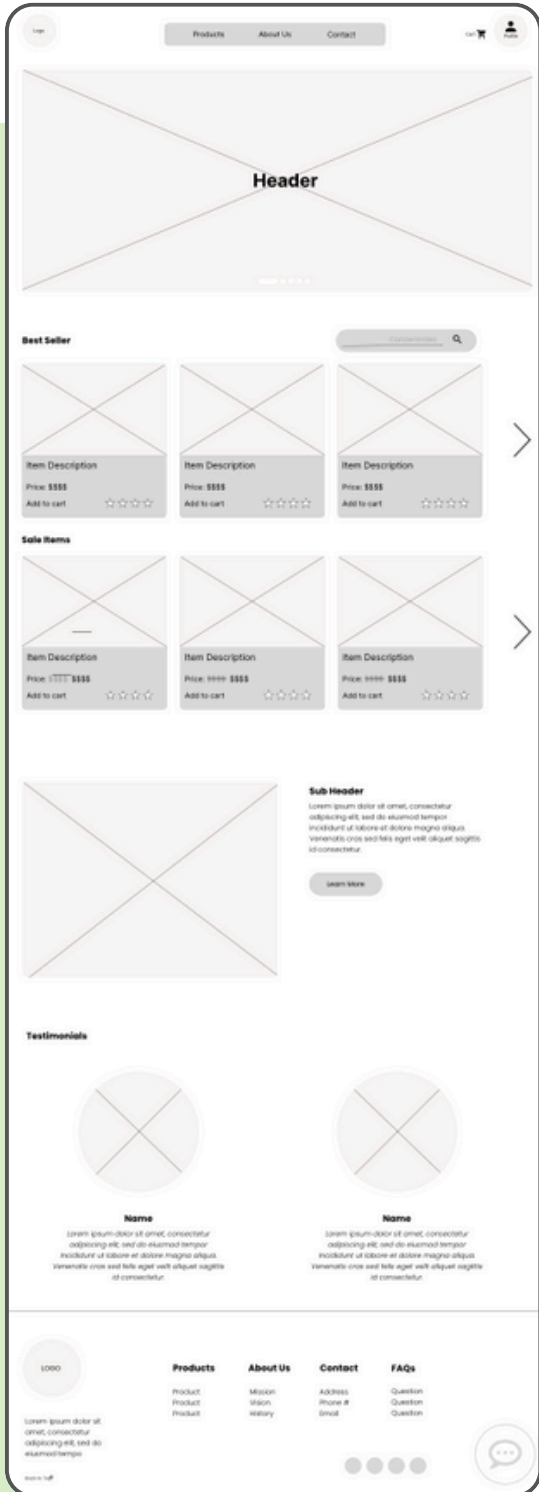 Logo
Products About Us Contact
Cart
Profile
Header
Best Seller
Item Description
Price: $$$$
Add to cart
Item Description
Price: $$$$
Add to cart
Item Description
Price: $$$$
Add to cart
Sale Items
Item Description
Price: $$$$ $$$$
Add to cart
Item Description
Price: $$$$ $$$$
Add to cart
Item Description
Price: $$$$ $$$$
Add to cart
Sub Header
Lorem ipsum dolor sit amet, consectetur
adipiscing elit, sed do eiusmod tempor
incididunt ut labore et dolore magna aliqua.
Venenatis cras sed felis eget velit aliquet sagittis
id consectetur.
Learn More
Testimonials
Name
Lorem ipsum dolor sit amet, consectetur
adipiscing elit, sed do eiusmod tempor
incididunt ut labore et dolore magna aliqua.
Venenatis cras sed felis eget velit aliquet sagittis
id consectetur.
Name
Lorem ipsum dolor sit amet, consectetur
adipiscing elit, sed do eiusmod tempor
incididunt ut labore et dolore magna aliqua.
Venenatis cras sed felis eget velit aliquet sagittis
id consectetur.
LOGO
Lorem ipsum dolor sit
amet, consectetur
adipiscing elit, sed do
eiusmod tempo
Products
Product
Product
Product
About Us
Mission
Vision
History
Contact
Address
Phone #
Email
FAQs
Question
Question
Question